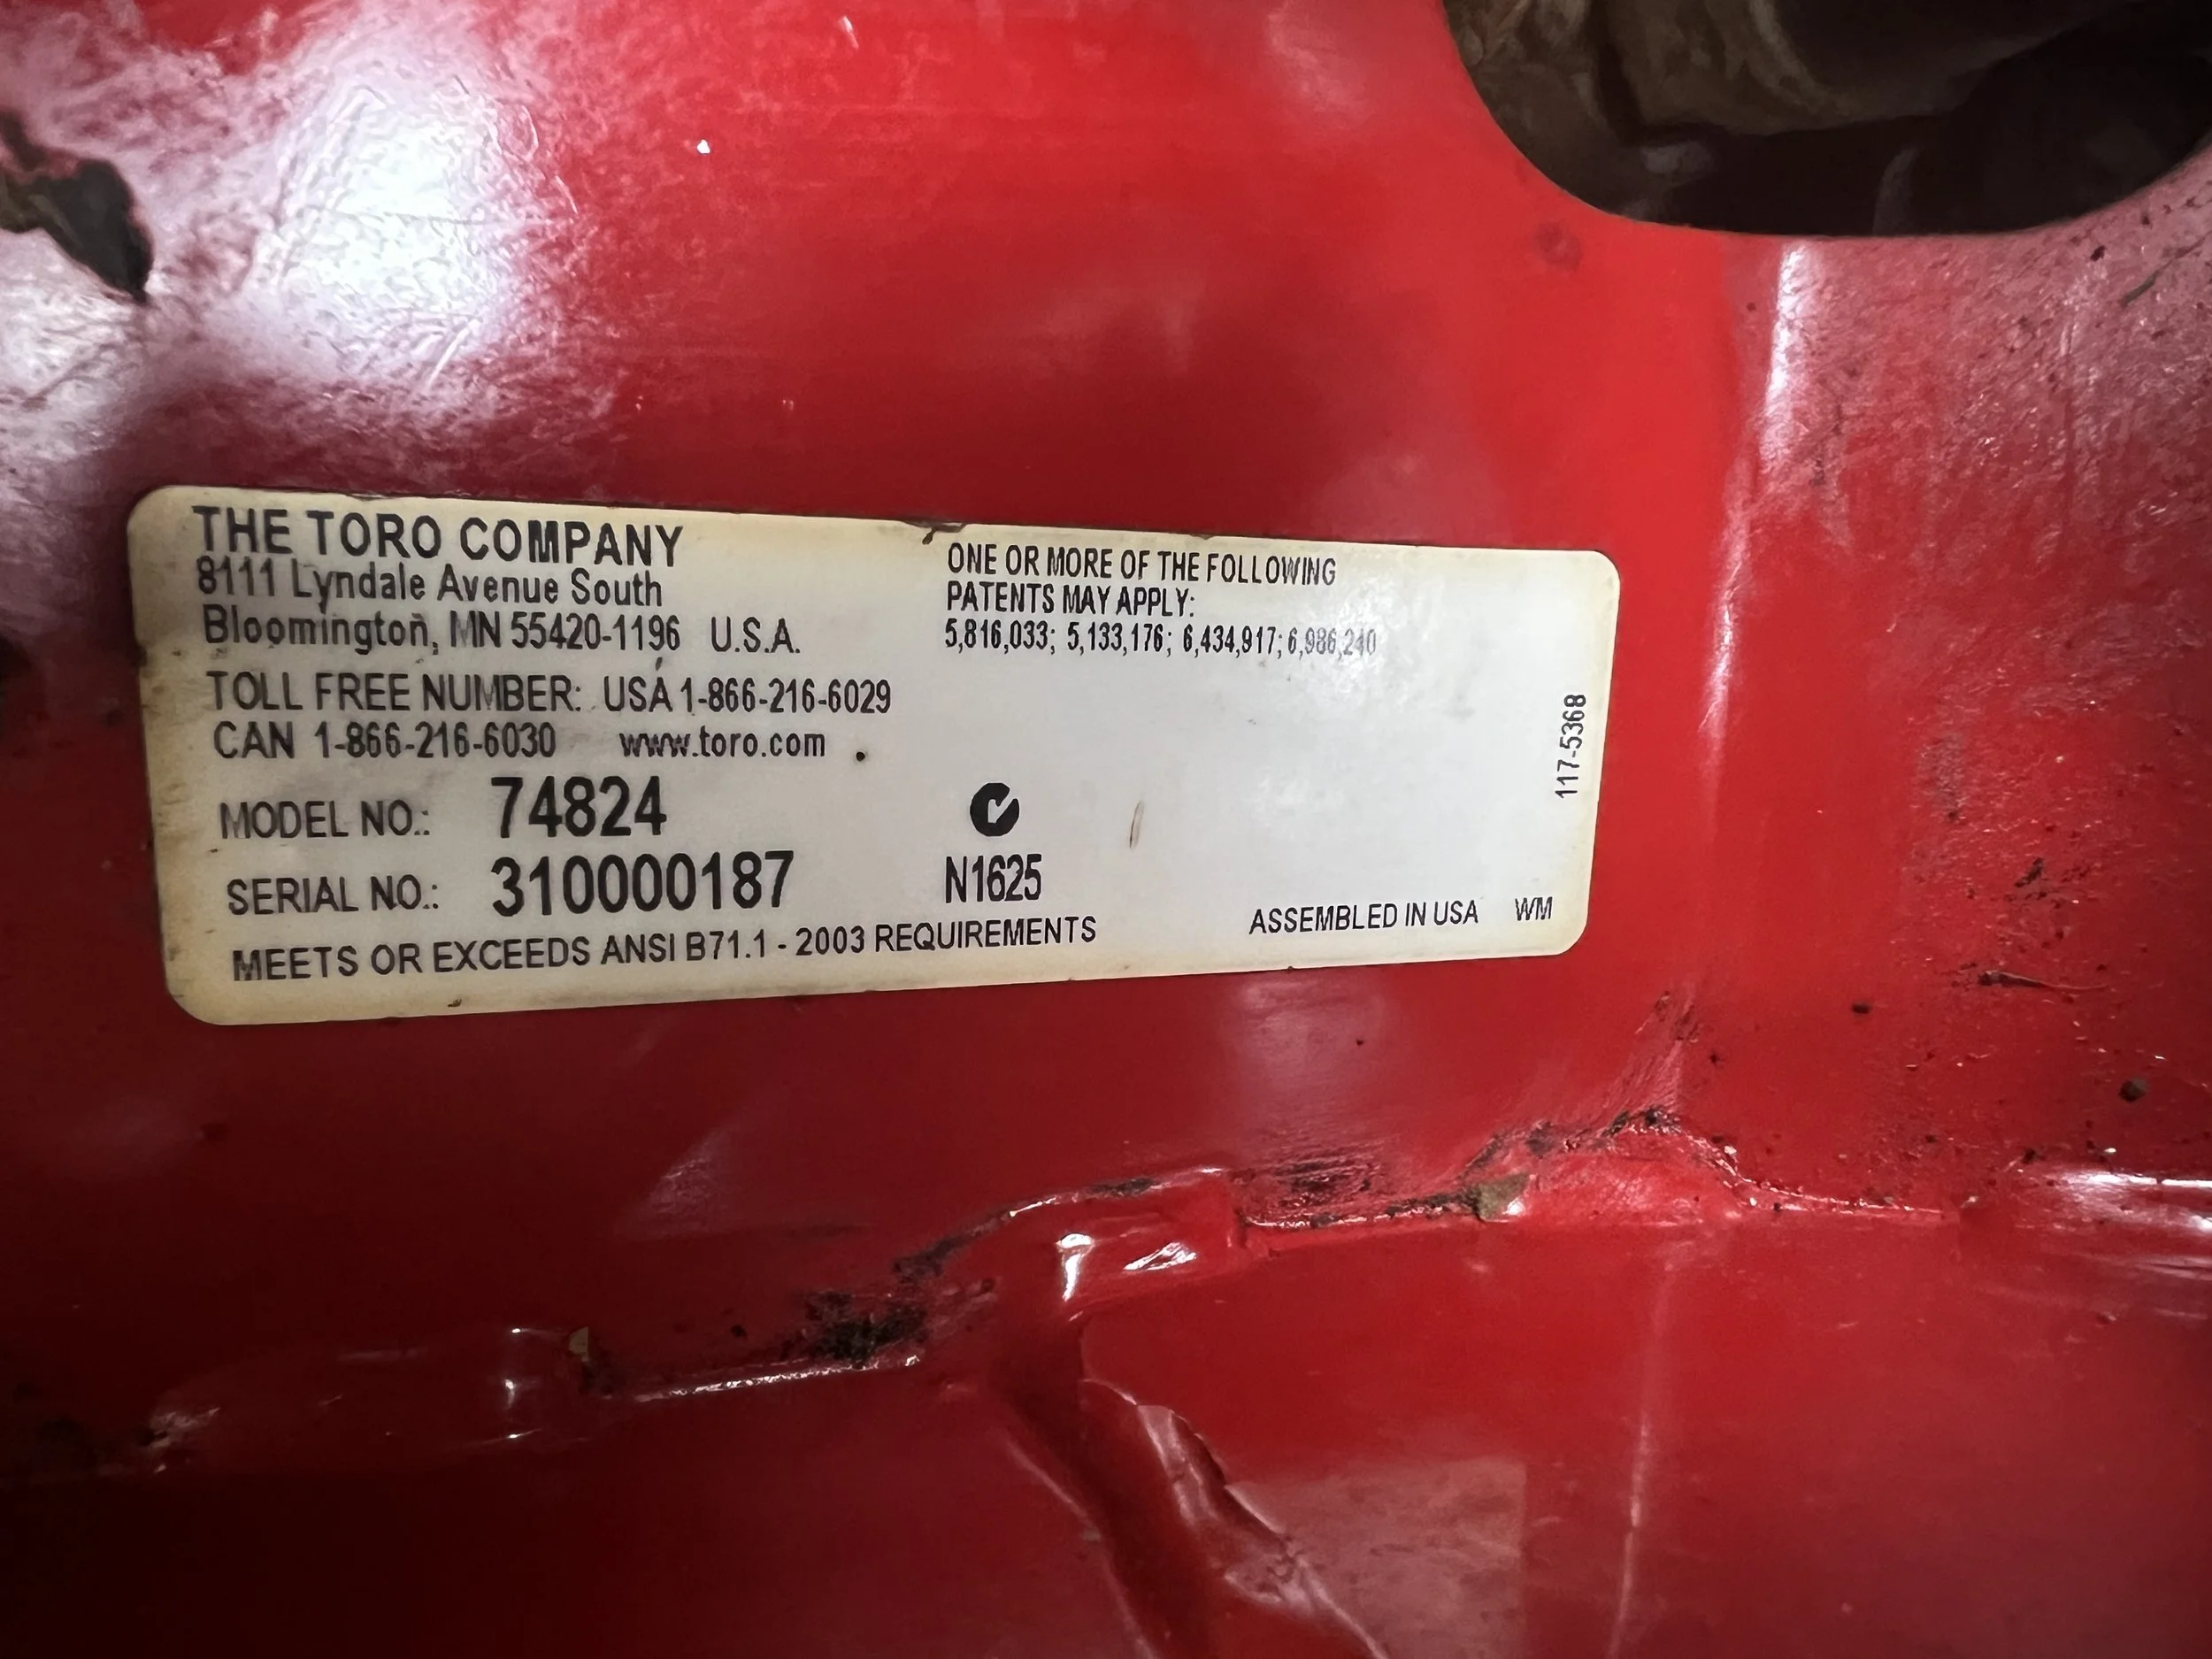 THE TORO COMPANY
8111 Lyndale Avenue South
Bloomington, MN 55420-1196 U.S.A.
TOLL FREE NUMBER: USA 1-866-216-6029
CAN 1-866-216-6030 www.toro.com
MODEL NO.: 74824
SERIAL NO.: 310000187
MEETS OR EXCEEDS ANSI B71.1 - 2003 REQUIREMENTS
ONE OR MORE OF THE FOLLOWING
PATENTS MAY APPLY:
5,816,033; 5,133,176; 6,434,917; 6,986,240
N1625
ASSEMBLED IN USA WM
117-5368